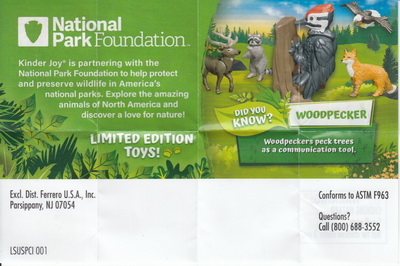 National
Park Foundation™
Kinder Joy® is partnering with the
National Park Foundation to help protect
and preserve wildlife in America's
national parks. Explore the amazing
animals of North America and
discover a love for nature!
LIMITED EDITION
TOYS!
DID YOU
KNOW?
WOODPECKER
Woodpeckers peck trees
as a communication tool.
Excl. Dist. Ferrero U.S.A., Inc.
Parsippany, NJ 07054
LSUSPCI 001
Conforms to ASTM F963
Questions?
Call (800) 688-3552